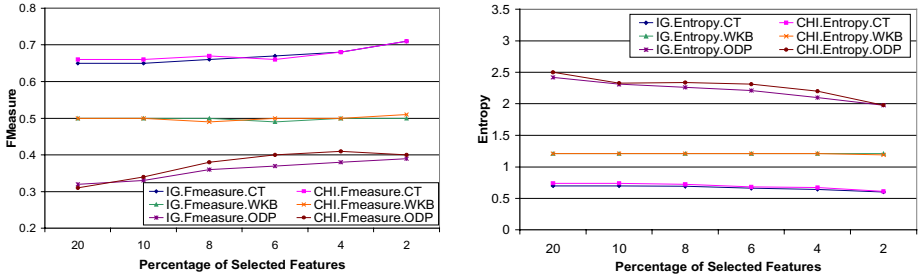 0.8
0.7
0.6
0.5
0.4
0.3
0.2
FMeasure
IG.Fmeasure.CT CHI.Fmeasure.CT
IG.Fmeasure.WKB CHI.Fmeasure.WKB
IG.Fmeasure.ODP CHI.Fmeasure.ODP
20 10 8 6 4 2
Percentage of Selected Features
3.5
3
2.5
2
1.5
1
0.5
0
Entropy
IG.Entropy.CT CHI.Entropy.CT
IG.Entropy.WKB CHI.Entropy.WKB
IG.Entropy.ODP CHI.Entropy.ODP
20 10 8 6 4 2
Percentage of Selected Features